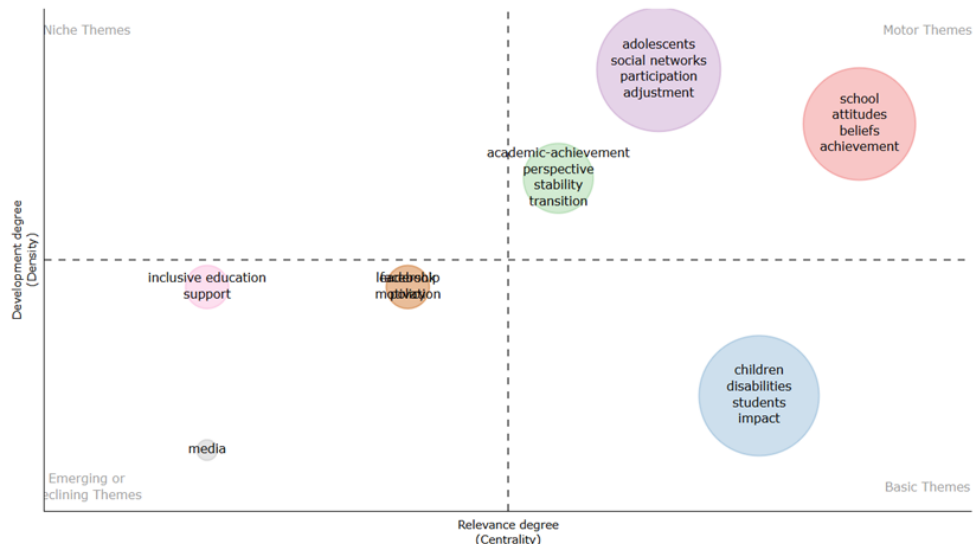 Niche Themes
Motor Themes
adolescents
social networks
participation
adjustment
school
attitudes
beliefs
achievement
academic-achievement
perspective
stability
transition
Development degree
(Density)
inclusive education
support
children
disabilities
students
impact
media
Emerging or
eclining Themes
Basic Themes
Relevance degree
(Centrality)